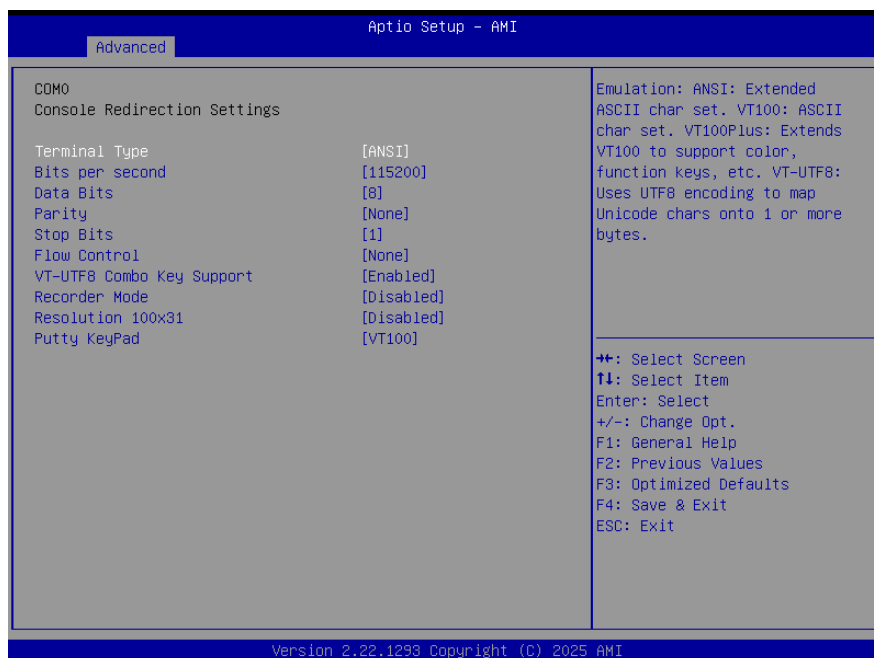 Aptio Setup – AMI
Advanced
COM0
Console Redirection Settings
Terminal Type [ANSI]
Bits per second [115200]
Data Bits [8]
Parity [None]
Stop Bits [1]
Flow Control [None]
VT-UTF8 Combo Key Support [Enabled]
Recorder Mode [Disabled]
Resolution 100x31 [Disabled]
Putty KeyPad [VT100]
Emulation: ANSI: Extended
ASCII char set. VT100: ASCII
char set. VT100Plus: Extends
VT100 to support color,
function keys, etc. VT-UTF8:
Uses UTF8 encoding to map
Unicode chars onto 1 or more
bytes.
→←: Select Screen
↑↓: Select Item
Enter: Select
+/-: Change Opt.
F1: General Help
F2: Previous Values
F3: Optimized Defaults
F4: Save & Exit
ESC: Exit
Version 2.22.1293 Copyright (C) 2025 AMI